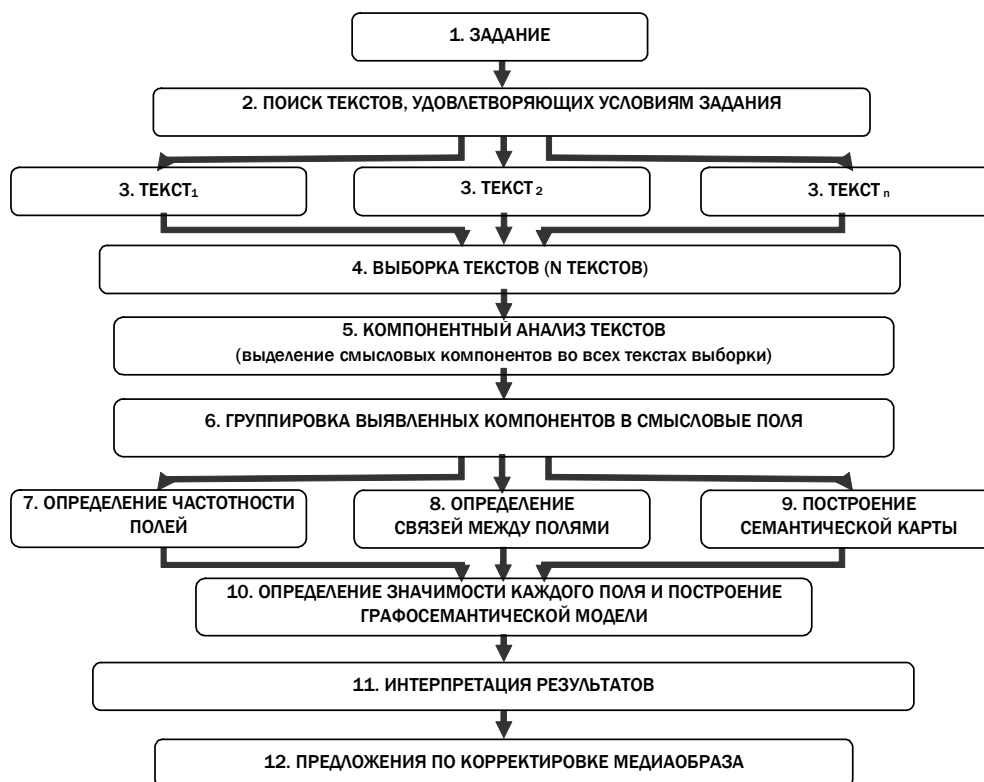 1. ЗАДАНИЕ
2. ПОИСК ТЕКСТОВ, УДОВЛЕТВОРЯЮЩИХ УСЛОВИЯМ ЗАДАНИЯ
3. ТЕКСТ₁
3. ТЕКСТ ₂
3. ТЕКСТ ₙ
4. ВЫБОРКА ТЕКСТОВ (N ТЕКСТОВ)
5. КОМПОНЕНТНЫЙ АНАЛИЗ ТЕКСТОВ
(выделение смысловых компонентов во всех текстах выборки)
6. ГРУППИРОВКА ВЫЯВЛЕННЫХ КОМПОНЕНТОВ В СМЫСЛОВЫЕ ПОЛЯ
7. ОПРЕДЕЛЕНИЕ ЧАСТОТНОСТИ
ПОЛЕЙ
8. ОПРЕДЕЛЕНИЕ
СВЯЗЕЙ МЕЖДУ ПОЛЯМИ
9. ПОСТРОЕНИЕ
СЕМАНТИЧЕСКОЙ КАРТЫ
10. ОПРЕДЕЛЕНИЕ ЗНАЧИМОСТИ КАЖДОГО ПОЛЯ И ПОСТРОЕНИЕ
ГРАФОСЕМАНТИЧЕСКОЙ МОДЕЛИ
11. ИНТЕРПРЕТАЦИЯ РЕЗУЛЬТАТОВ
12. ПРЕДЛОЖЕНИЯ ПО КОРРЕКТИРОВКЕ МЕДИАОБРАЗА